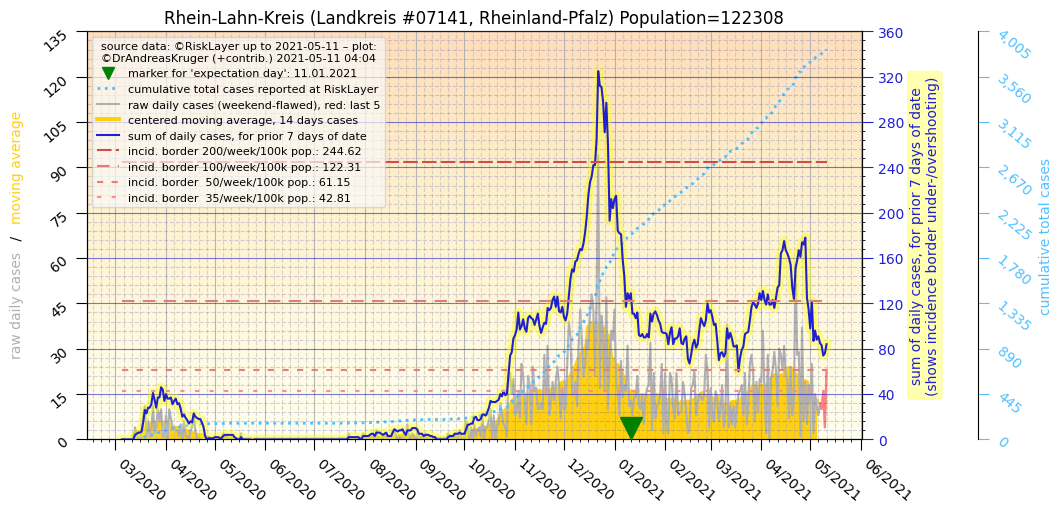 Rhein-Lahn-Kreis (Landkreis #07141, Rheinland-Pfalz) Population=122308
source data: ©RiskLayer up to 2021-05-11 – plot:
©DrAndreasKruger (+contrib.) 2021-05-11 04:04
marker for 'expectation day': 11.01.2021
cumulative total cases reported at RiskLayer
raw daily cases (weekend-flawed), red: last 5
centered moving average, 14 days cases
sum of daily cases, for prior 7 days of date
incid. border 200/week/100k pop.: 244.62
incid. border 100/week/100k pop.: 122.31
incid. border  50/week/100k pop.: 61.15
incid. border  35/week/100k pop.: 42.81
raw daily cases  /  moving average
135
120
105
90
75
60
45
30
15
0
03/2020
04/2020
05/2020
06/2020
07/2020
08/2020
09/2020
10/2020
11/2020
12/2020
01/2021
02/2021
03/2021
04/2021
05/2021
06/2021
360
320
280
240
200
160
120
80
40
0
sum of daily cases, for prior 7 days of date
(shows incidence border under-/overshooting)
4,005
3,560
3,115
2,670
2,225
1,780
1,335
890
445
0
cumulative total cases